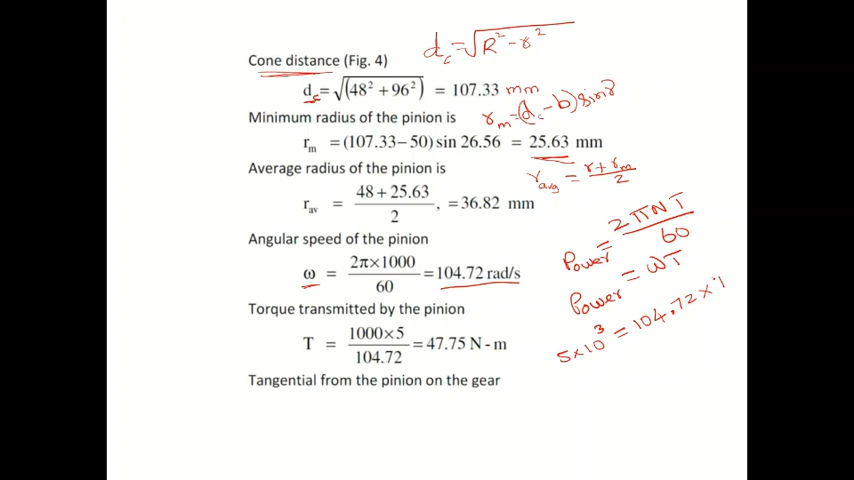 d_c = √R² − r²
Cone distance (Fig. 4)
d_c = √(48² + 96²) = 107.33 mm
Minimum radius of the pinion is
r_m = (d_c − b) sin γ
r_m = (107.33 − 50) sin 26.56 = 25.63 mm
Average radius of the pinion is
r_avg = (r + r_m) / 2
r_av = (48 + 25.63) / 2 , = 36.82 mm
Power = 2πNT / 60
Angular speed of the pinion
ω = 2π×1000 / 60 = 104.72 rad/s
Power = ωT
Torque transmitted by the pinion
5×10³ = 104.72 ×
T = 1000×5 / 104.72 = 47.75 N - m
Tangential from the pinion on the gear